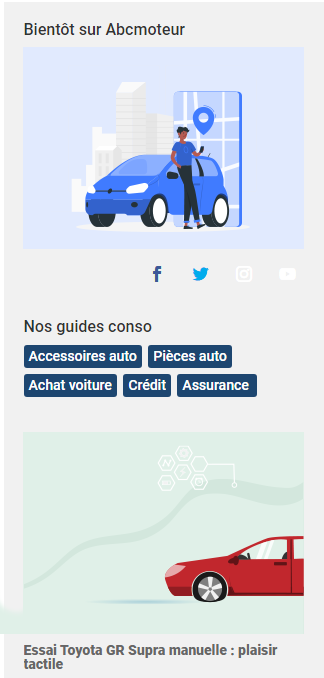 Bientôt sur Abcmoteur
Nos guides conso
Accessoires auto Pièces auto
Achat voiture Crédit Assurance
Essai Toyota GR Supra manuelle : plaisir
tactile